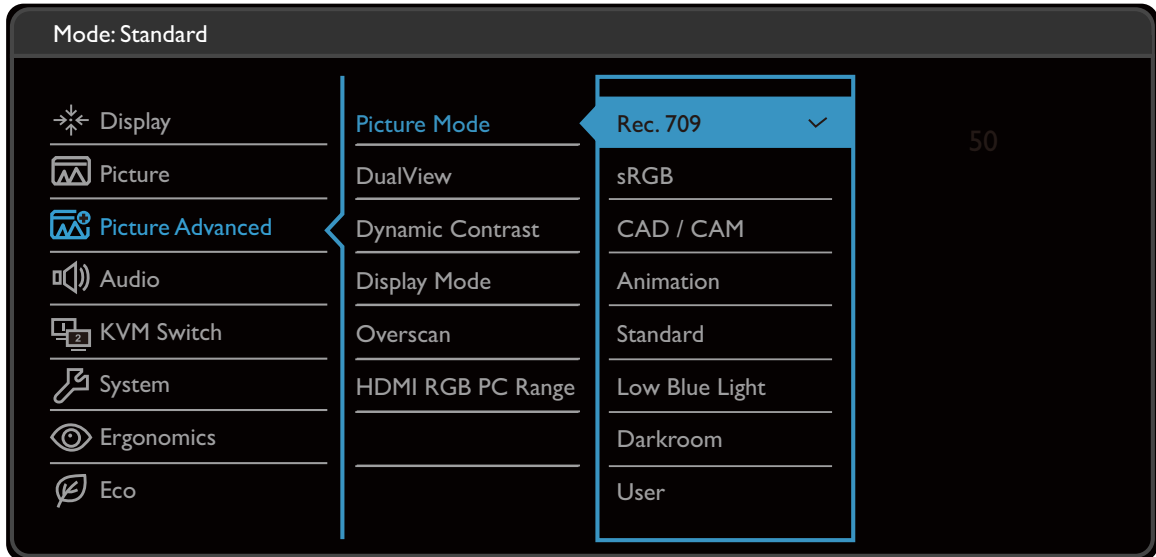 Mode: Standard
Display
Picture
Picture Advanced
Audio
KVM Switch
System
Ergonomics
Eco
Picture Mode
DualView
Dynamic Contrast
Display Mode
Overscan
HDMI RGB PC Range
Rec. 709
sRGB
CAD / CAM
Animation
Standard
Low Blue Light
Darkroom
User
50
1
2